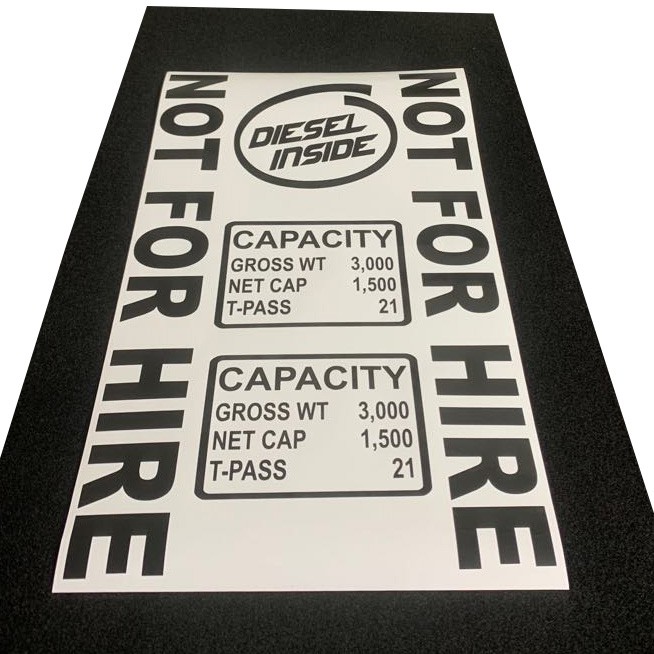 NOT FOR HIRE
DIESEL
INSIDE
CAPACITY
GROSS WT 3,000
NET CAP 1,500
T-PASS 21
CAPACITY
GROSS WT 3,000
NET CAP 1,500
T-PASS 21
NOT FOR HIRE